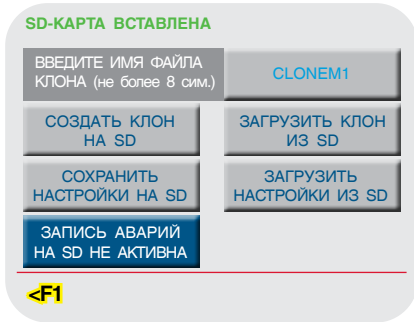 SD-КАРТА ВСТАВЛЕНА
ВВЕДИТЕ ИМЯ ФАЙЛА
КЛОНА (не более 8 сим.)
CLONEM1
СОЗДАТЬ КЛОН
НА SD
ЗАГРУЗИТЬ КЛОН
ИЗ SD
СОХРАНИТЬ
НАСТРОЙКИ НА SD
ЗАГРУЗИТЬ
НАСТРОЙКИ ИЗ SD
ЗАПИСЬ АВАРИЙ
НА SD НЕ АКТИВНА
<F1